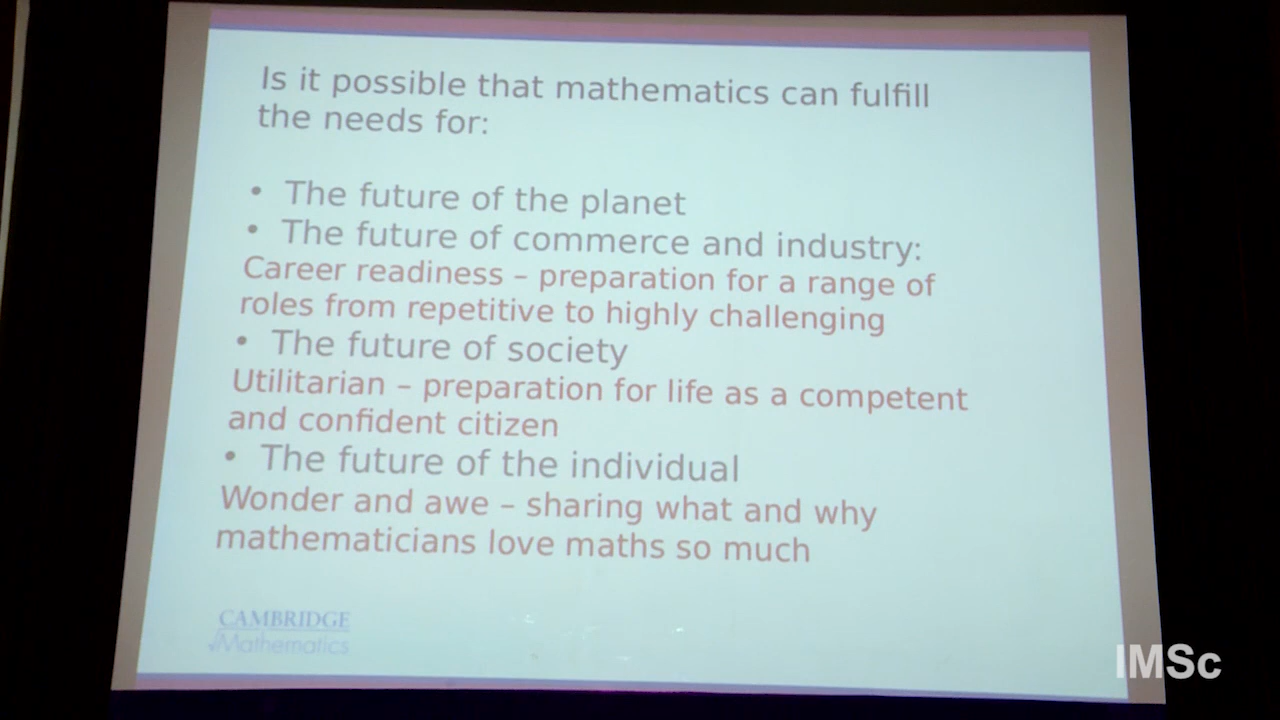 Is it possible that mathematics can fulfill
the needs for:
• The future of the planet
• The future of commerce and industry:
Career readiness – preparation for a range of
roles from repetitive to highly challenging
• The future of society
Utilitarian – preparation for life as a competent
and confident citizen
• The future of the individual
Wonder and awe – sharing what and why
mathematicians love maths so much
CAMBRIDGE
Mathematics
IMSc